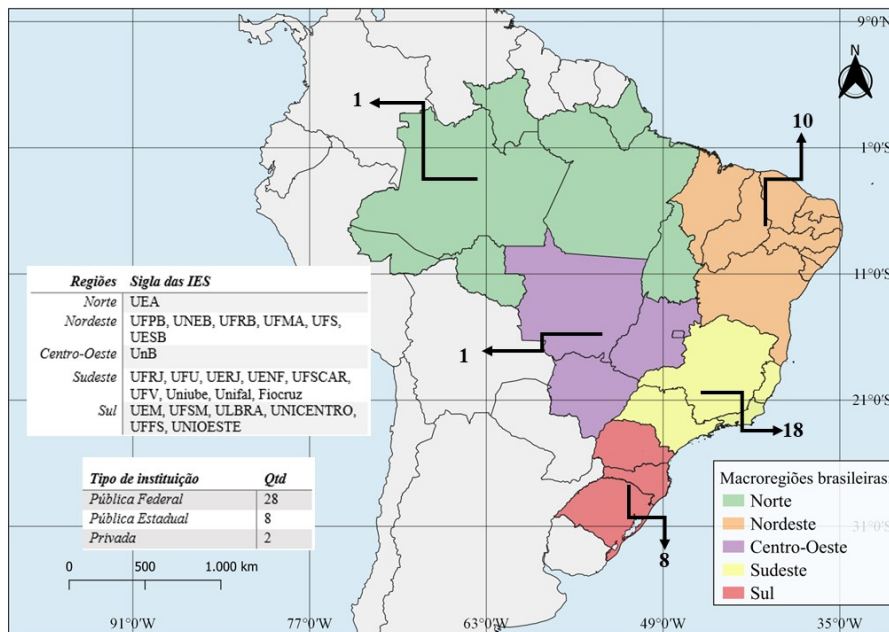 9°0'N
N
1
10
1°0'S
11°0'S
Regiões Sigla das IES
Norte UEA
Nordeste UFPB, UNEB, UFRB, UFMA, UFS,
UESB
Centro-Oeste UnB
Sudeste UFRJ, UFU, UERJ, UENF, UFSCAR,
UFV, Uniube, Unifal, Fiocruz
Sul UEM, UFSM, ULBRA, UNICENTRO,
UFFS, UNIOESTE
1
21°0'S
18
Tipo de instituição Qtd
Pública Federal 28
Pública Estadual 8
Privada 2
Macroregiões brasileiras:
Norte
Nordeste
Centro-Oeste
Sudeste
Sul
31°0'S
8
0 500 1.000 km
91°0'W 77°0'W 63°0'W 49°0'W 35°0'W